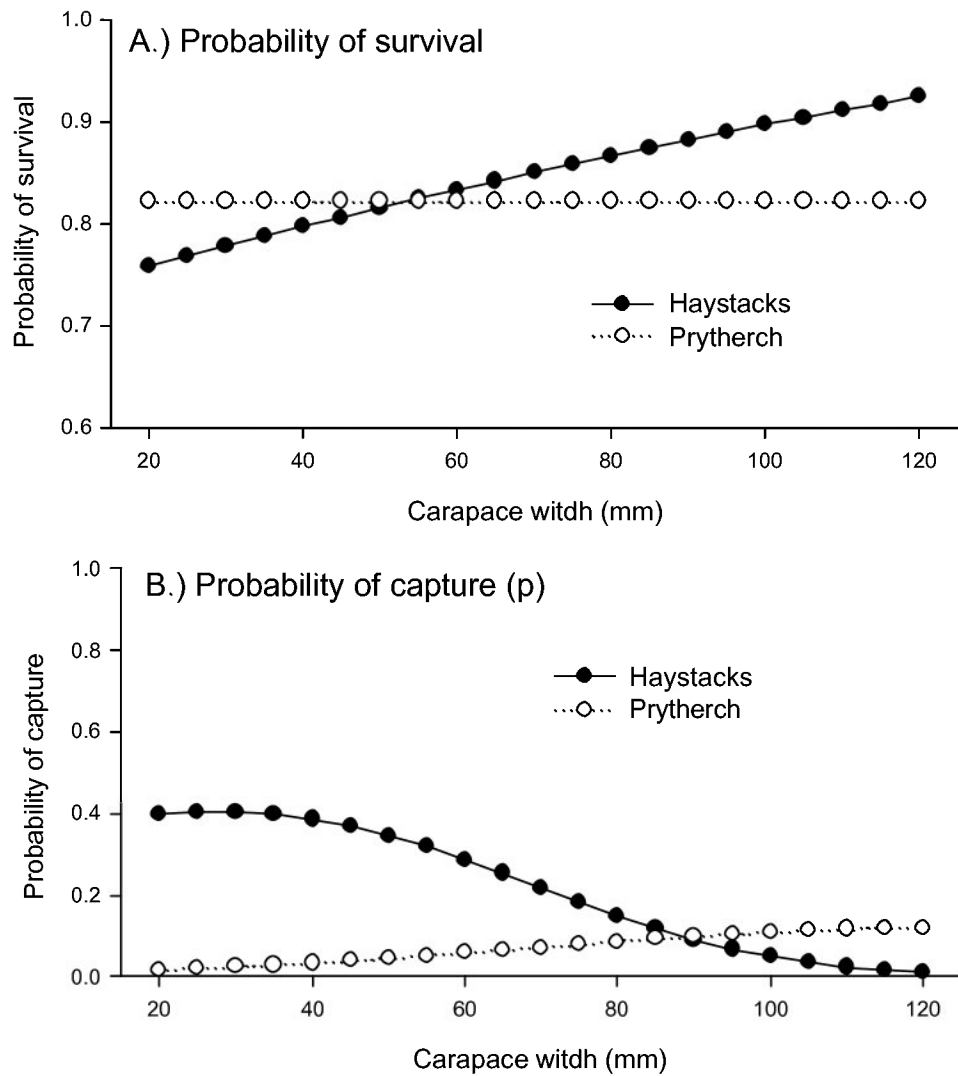 A.) Probability of survival
1.0
0.9
0.8
0.7
0.6
Probability of survival
Haystacks
Prytherch
20 40 60 80 100 120
Carapace witdh (mm)
B.) Probability of capture (p)
1.0
0.8
0.6
0.4
0.2
0.0
Probability of capture
Haystacks
Prytherch
20 40 60 80 100 120
Carapace witdh (mm)